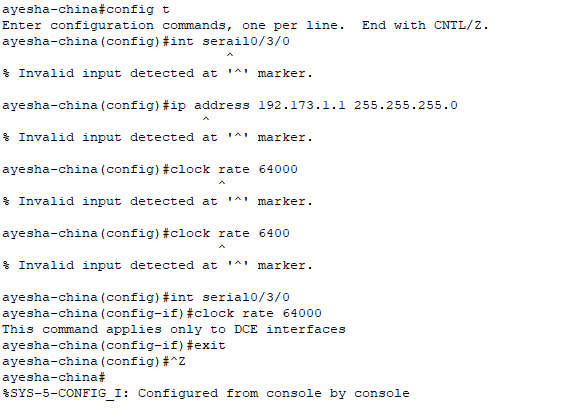 ayesha-china#config t
Enter configuration commands, one per line.  End with CNTL/Z.
ayesha-china(config)#int serail0/3/0
^
% Invalid input detected at '^' marker.
ayesha-china(config)#ip address 192.173.1.1 255.255.255.0
^
% Invalid input detected at '^' marker.
ayesha-china(config)#clock rate 64000
^
% Invalid input detected at '^' marker.
ayesha-china(config)#clock rate 6400
^
% Invalid input detected at '^' marker.
ayesha-china(config)#int serial0/3/0
ayesha-china(config-if)#clock rate 64000
This command applies only to DCE interfaces
ayesha-china(config-if)#exit
ayesha-china(config)#^Z
ayesha-china#
%SYS-5-CONFIG_I: Configured from console by console